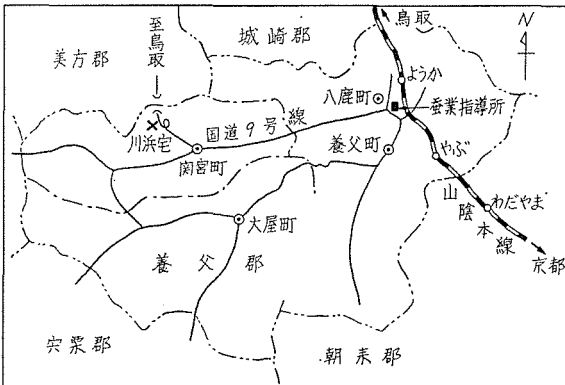 鳥取
N
城崎郡
至鳥取
美方郡
ようか
八鹿町
蚕業指導所
国道9号線
養父町
川浜宅
関宮町
やぶ
わだやま
山陰本線
大屋町
京都
養父郡
宍粟郡
朝来郡